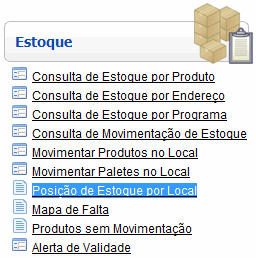 Estoque
Consulta de Estoque por Produto
Consulta de Estoque por Endereço
Consulta de Estoque por Programa
Consulta de Movimentação de Estoque
Movimentar Produtos no Local
Movimentar Paletes no Local
Posição de Estoque por Local
Mapa de Falta
Produtos sem Movimentação
Alerta de Validade